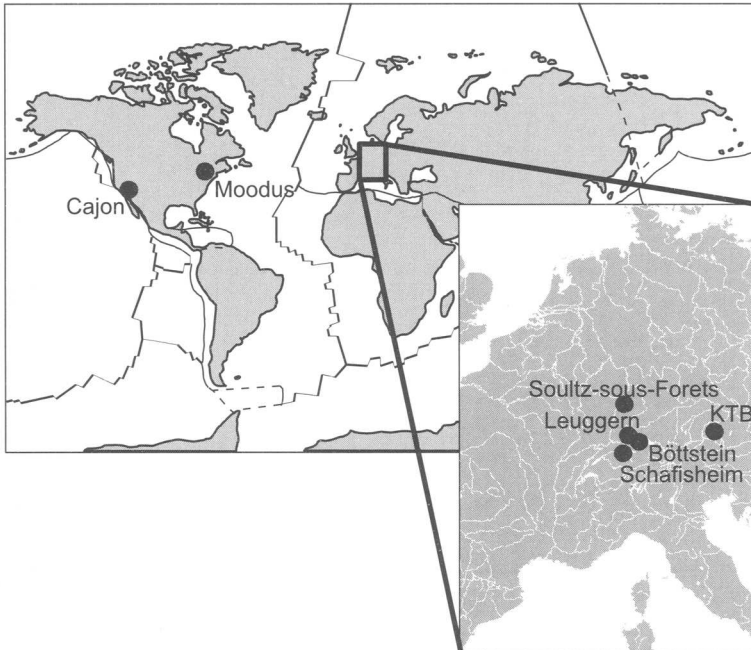 Moodus
Cajon
Soultz-sous-Forets
KTB
Leuggern
Böttstein
Schafisheim